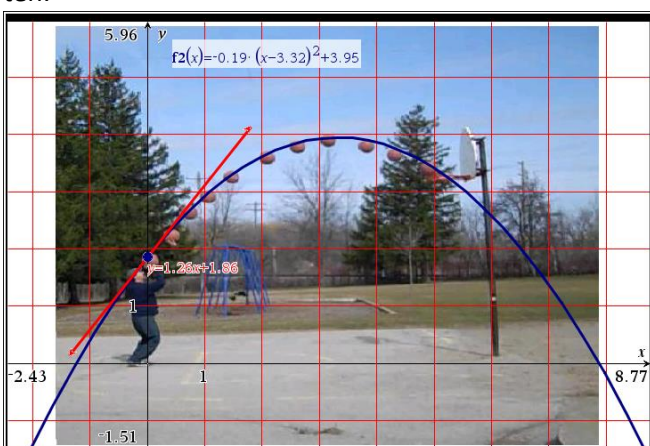 5.96 y
f2(x)=-0.19·(x-3.32)²+3.95
y=1.26x+1.86
1
x
-2.43 1 8.77
-1.51